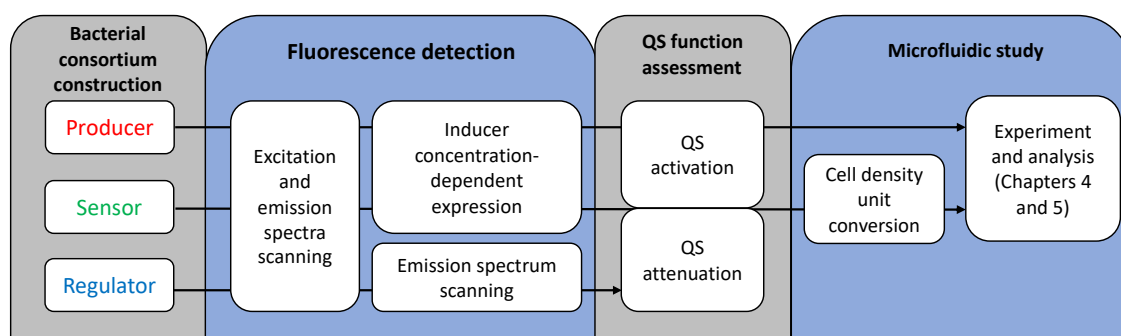 Bacterial
consortium
construction
Producer
Sensor
Regulator
Fluorescence detection
Excitation
and
emission
spectra
scanning
Inducer
concentration-
dependent
expression
Emission spectrum
scanning
QS function
assessment
QS
activation
QS
attenuation
Microfluidic study
Cell density
unit
conversion
Experiment
and analysis
(Chapters 4
and 5)